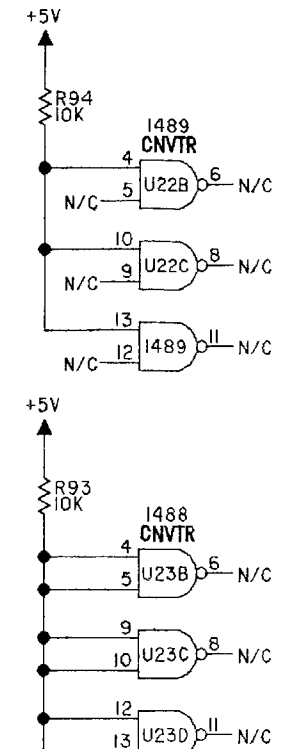 +5V
R94
10K
1489
CNVTR
4
5
U22B
6
N/C
N/C
10
9
U22C
8
N/C
N/C
13
12
1489
11
N/C
N/C
+5V
R93
10K
1488
CNVTR
4
5
U23B
6
N/C
9
10
U23C
8
N/C
12
13
U23D
11
N/C